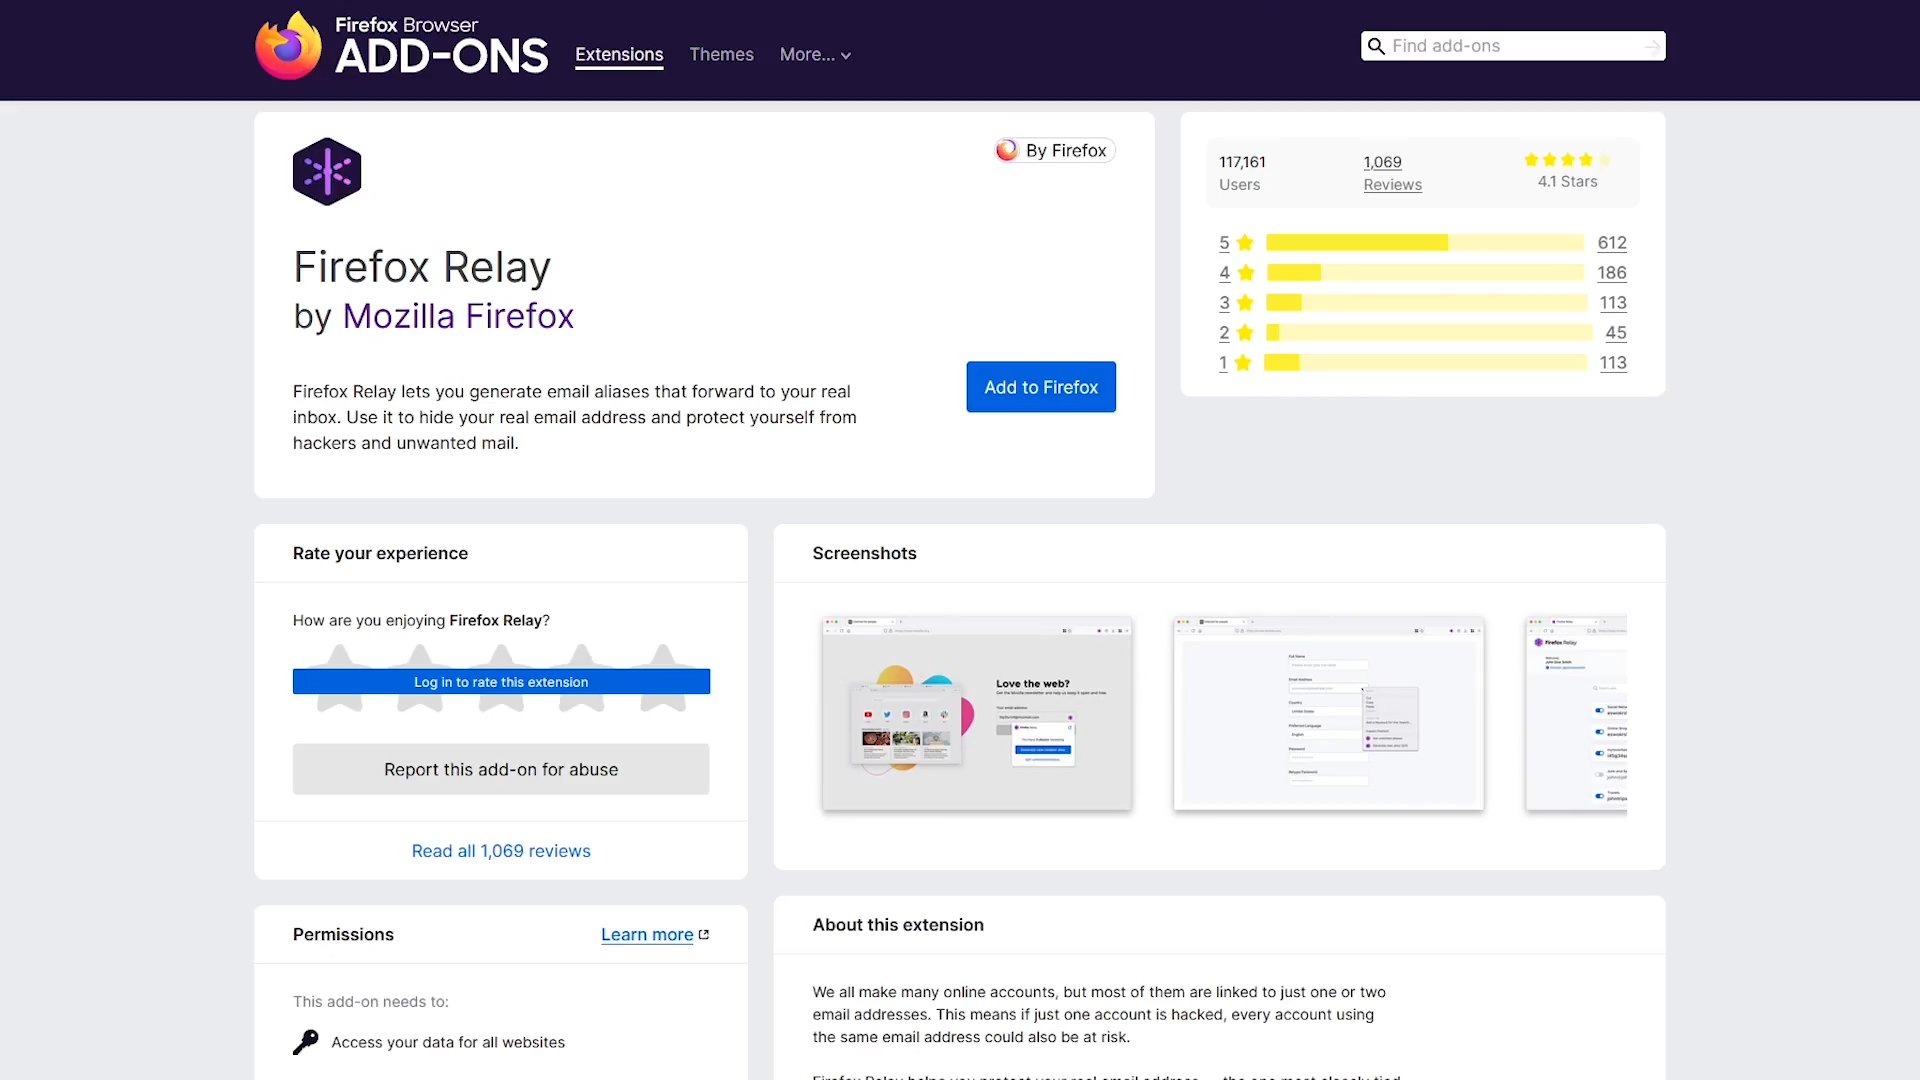 Firefox Browser
ADD-ONS
Extensions
Themes
More...
Find add-ons
By Firefox
Firefox Relay
by Mozilla Firefox
Firefox Relay lets you generate email aliases that forward to your real
inbox. Use it to hide your real email address and protect yourself from
hackers and unwanted mail.
Add to Firefox
117,161
Users
1,069
Reviews
4.1 Stars
5 612
4 186
3 113
2 45
1 113
Rate your experience
How are you enjoying Firefox Relay?
Log in to rate this extension
Report this add-on for abuse
Read all 1,069 reviews
Screenshots
Love the web?
Firefox Relay
Permissions
Learn more
This add-on needs to:
Access your data for all websites
About this extension
We all make many online accounts, but most of them are linked to just one or two
email addresses. This means if just one account is hacked, every account using
the same email address could also be at risk.